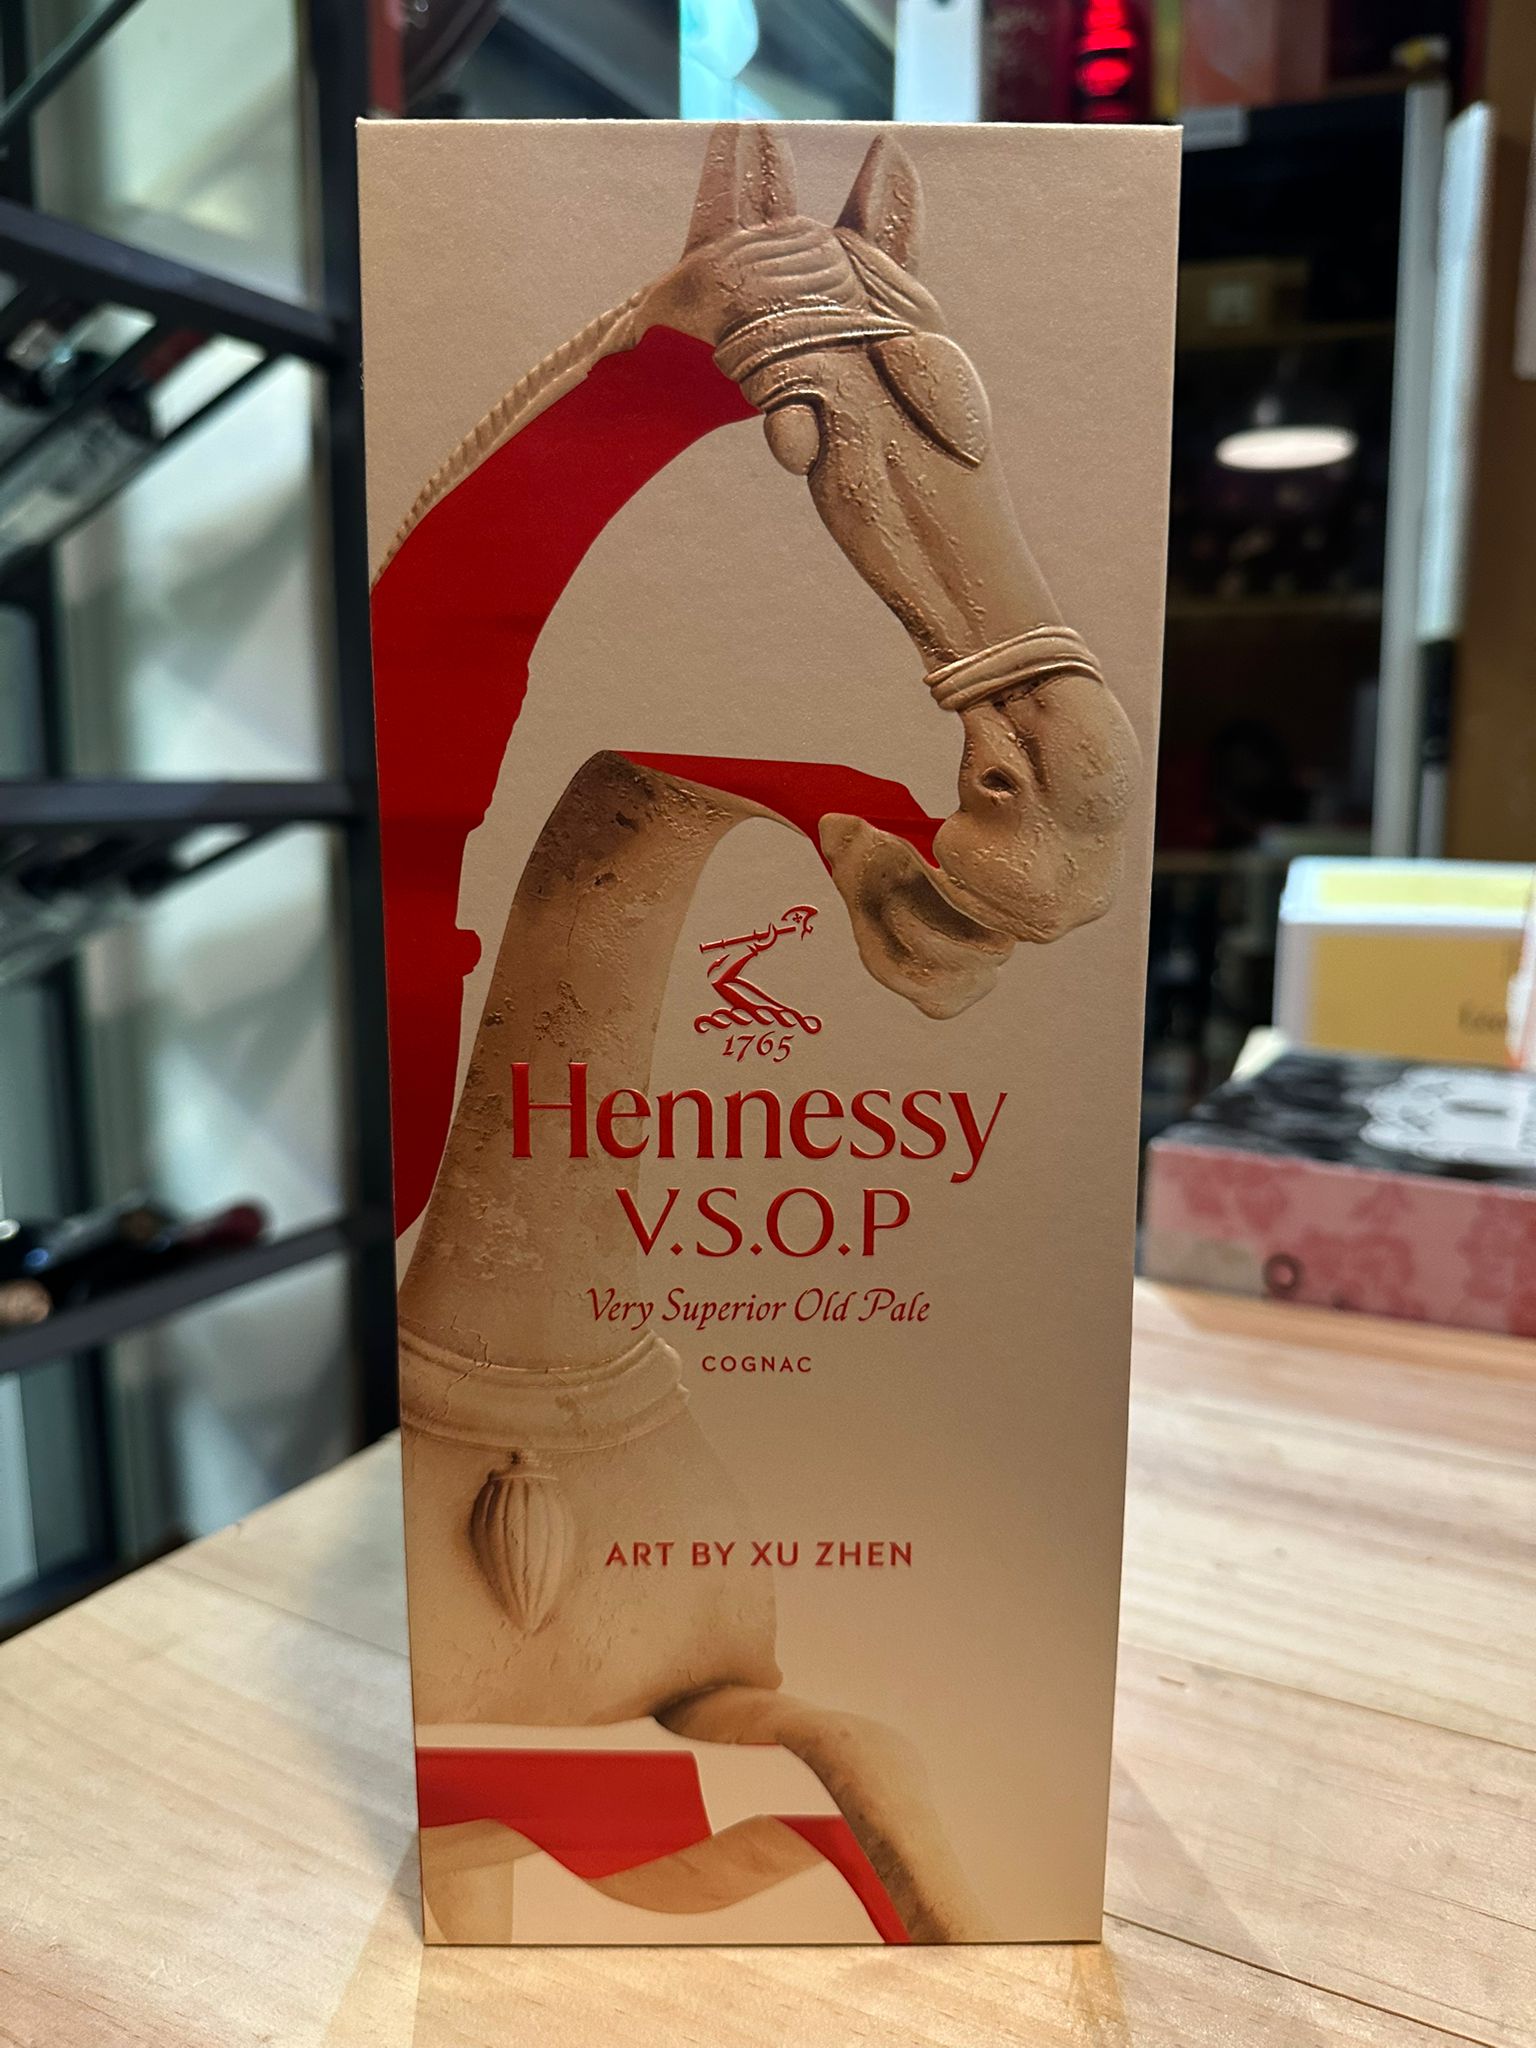 1765
Hennessy
V.S.O.P
Very Superior Old Pale
COGNAC
ART BY XU ZHEN